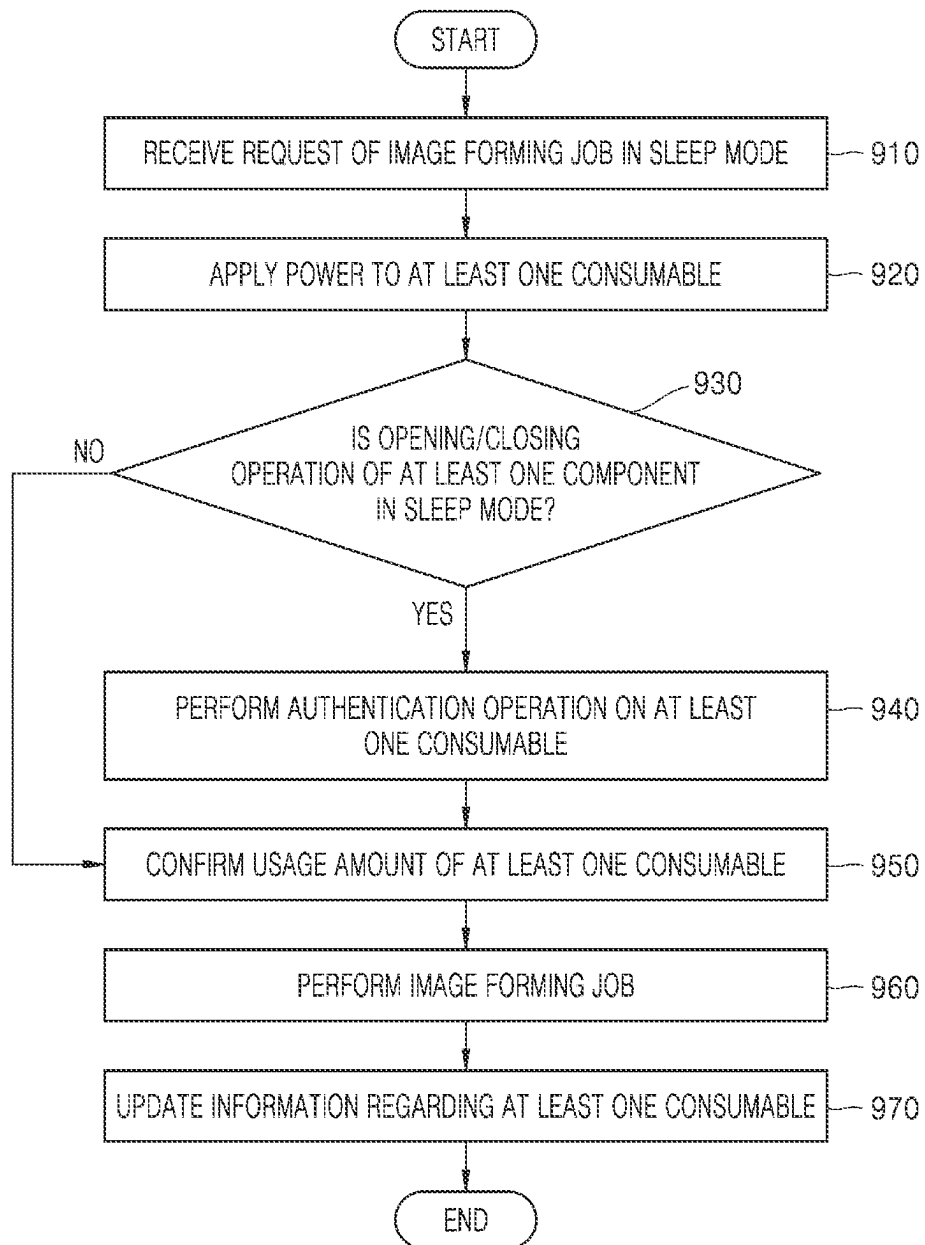 START
RECEIVE REQUEST OF IMAGE FORMING JOB IN SLEEP MODE
910
APPLY POWER TO AT LEAST ONE CONSUMABLE
920
930
IS OPENING/CLOSING
OPERATION OF AT LEAST ONE COMPONENT
IN SLEEP MODE?
NO
YES
PERFORM AUTHENTICATION OPERATION ON AT LEAST
ONE CONSUMABLE
940
CONFIRM USAGE AMOUNT OF AT LEAST ONE CONSUMABLE
950
PERFORM IMAGE FORMING JOB
960
UPDATE INFORMATION REGARDING AT LEAST ONE CONSUMABLE
970
END